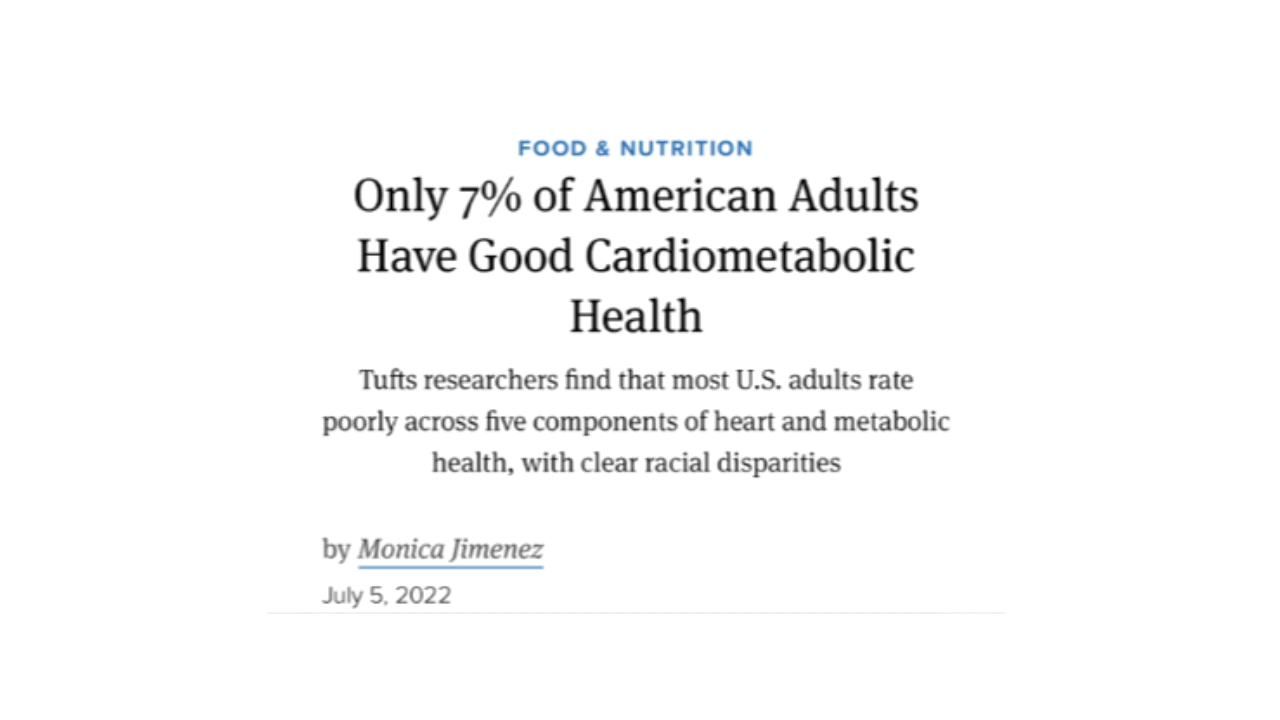 FOOD & NUTRITION
Only 7% of American Adults
Have Good Cardiometabolic
Health
Tufts researchers find that most U.S. adults rate
poorly across five components of heart and metabolic
health, with clear racial disparities
by Monica Jimenez
July 5, 2022